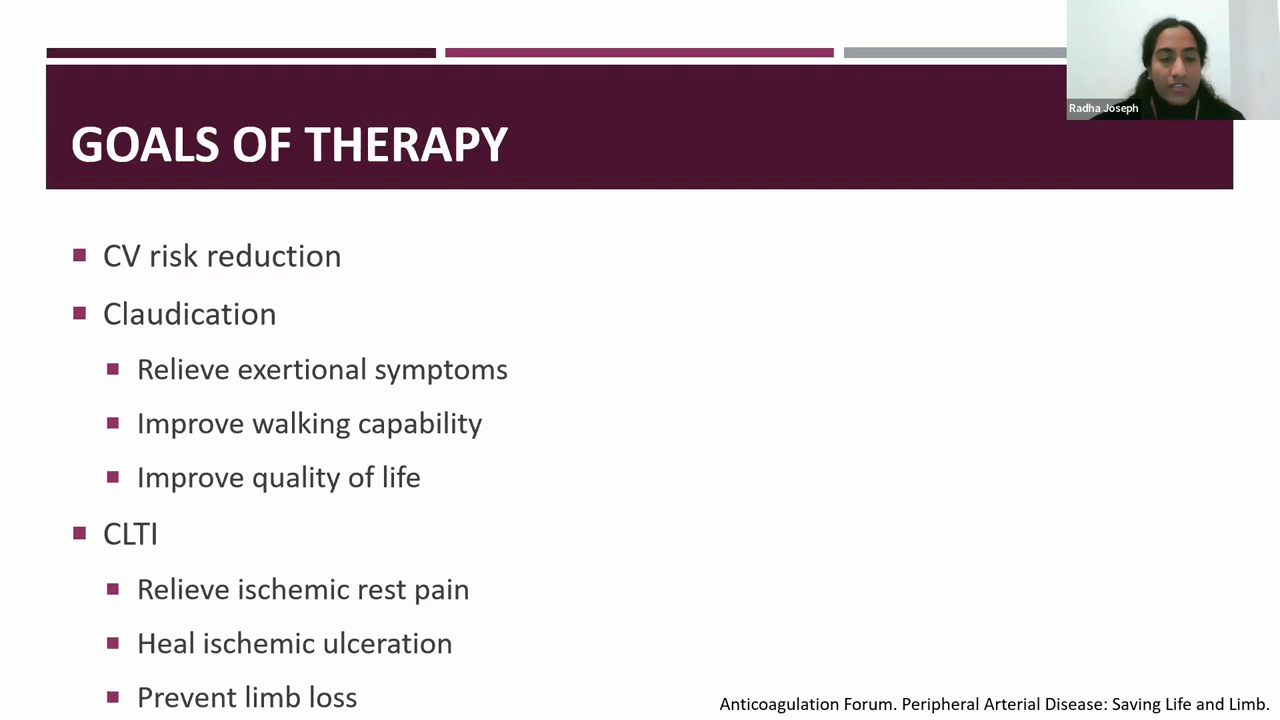 Radha Joseph
GOALS OF THERAPY
CV risk reduction
Claudication
Relieve exertional symptoms
Improve walking capability
Improve quality of life
CLTI
Relieve ischemic rest pain
Heal ischemic ulceration
Prevent limb loss
Anticoagulation Forum. Peripheral Arterial Disease: Saving Life and Limb.